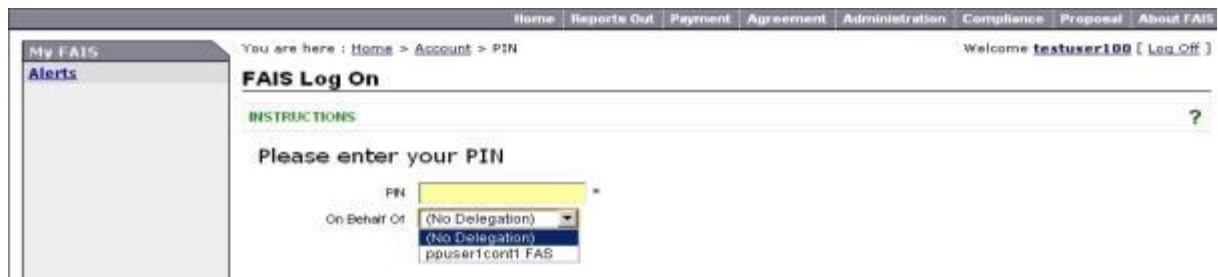 Home Reports Out Payment Agreement Administration Compliance Proposal About FAIS
My FAIS
Alerts
You are here : Home > Account > PIN
Welcome testuser100 [ Log Off ]
FAIS Log On
INSTRUCTIONS
?
Please enter your PIN
PIN *
On Behalf Of (No Delegation)
(No Delegation)
ppuser1cont1 FAS